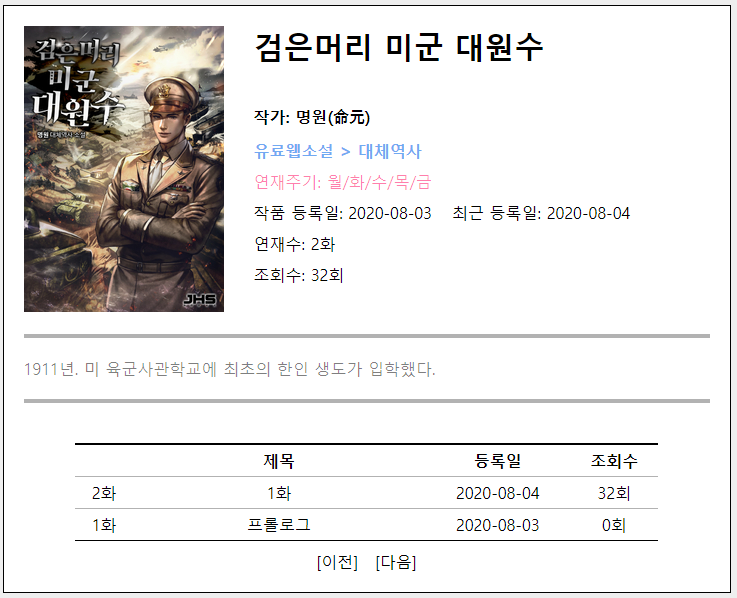 검은머리
미군
대원수
명원 대체역사 소설
JHS
검은머리 미군 대원수
작가: 명원(命元)
유료웹소설 > 대체역사
연재주기: 월/화/수/목/금
작품 등록일: 2020-08-03 최근 등록일: 2020-08-04
연재수: 2화
조회수: 32회
1911년. 미 육군사관학교에 최초의 한인 생도가 입학했다.
제목 등록일 조회수
2화 1화 2020-08-04 32회
1화 프롤로그 2020-08-03 0회
[이전] [다음]